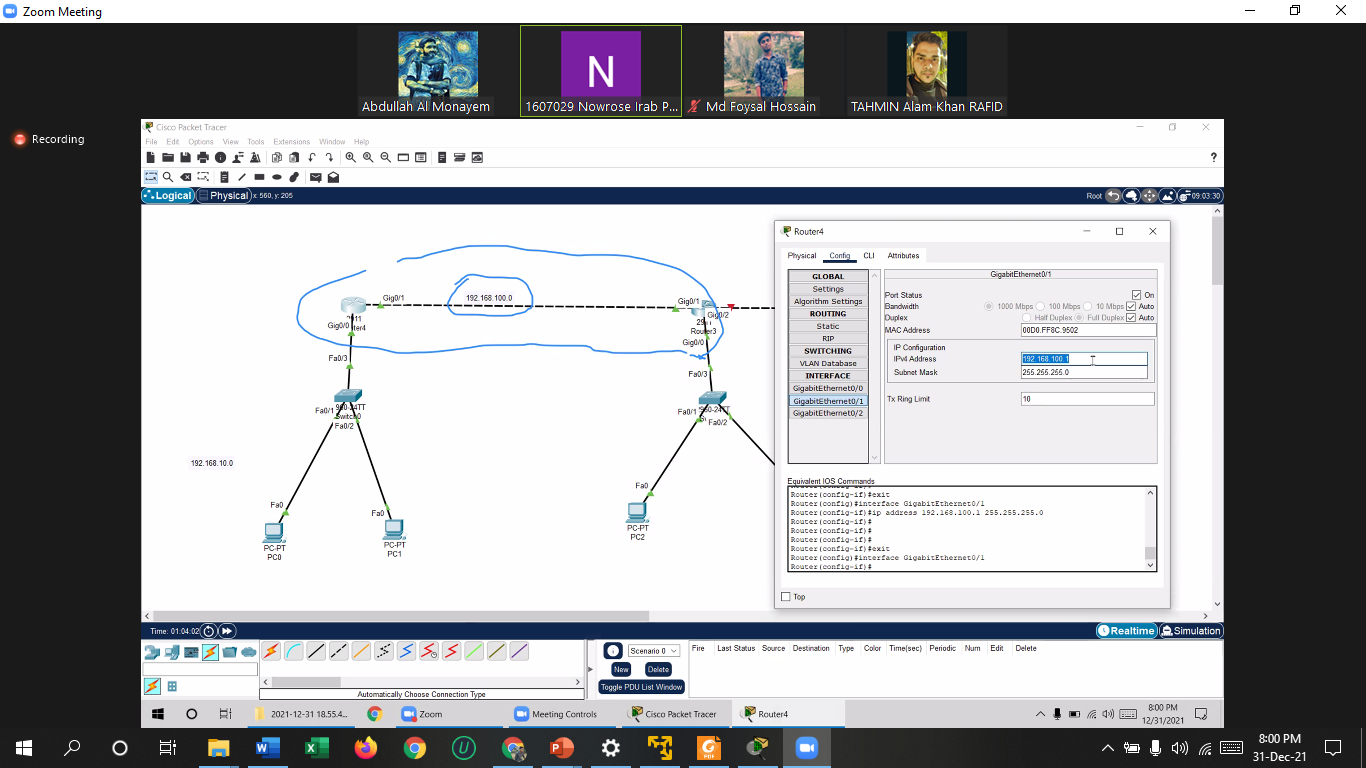 Zoom Meeting
Abdullah Al Monayem
1607029 Nowrose Irab P...
Md Foysal Hossain
TAHMIN Alam Khan RAFID
Recording
Cisco Packet Tracer
File Edit Options View Tools Extensions Window Help
?
Logical Physical x: 560, y: 205
Root 09:03:30
Gig0/1
192.168.100.0
Gig0/1
Gig0/2
Gig0/0
Router3
Gig0/0
Fa0/3
Fa0/3
Fa0/1
Switch0
Fa0/2
Fa0/1
Fa0/2
192.168.10.0
Fa0
Fa0
Fa0
PC-PT
PC0
PC-PT
PC1
PC-PT
PC2
Router4
Physical Config CLI Attributes
GLOBAL
Settings
Algorithm Settings
ROUTING
Static
RIP
SWITCHING
VLAN Database
INTERFACE
GigabitEthernet0/0
GigabitEthernet0/1
GigabitEthernet0/2
GigabitEthernet0/1
Port Status On
Bandwidth 1000 Mbps 100 Mbps 10 Mbps Auto
Duplex Half Duplex Full Duplex Auto
MAC Address 00D0.FF8C.9502
IP Configuration
IPv4 Address 192.168.100.1
Subnet Mask 255.255.255.0
Tx Ring Limit 10
Equivalent IOS Commands
Router(config-if)#exit
Router(config)#interface GigabitEthernet0/1
Router(config-if)#ip address 192.168.100.1 255.255.255.0
Router(config-if)#
Router(config-if)#
Router(config-if)#
Router(config-if)#exit
Router(config)#interface GigabitEthernet0/1
Router(config-if)#
Top
Time: 01:04:02
Realtime Simulation
Scenario 0
New Delete
Toggle PDU List Window
Fire Last Status Source Destination Type Color Time(sec) Periodic Num Edit Delete
Automatically Choose Connection Type
2021-12-31 18.55.4... Zoom Meeting Controls Cisco Packet Tracer Router4
8:00 PM
12/31/2021
8:00 PM
31-Dec-21